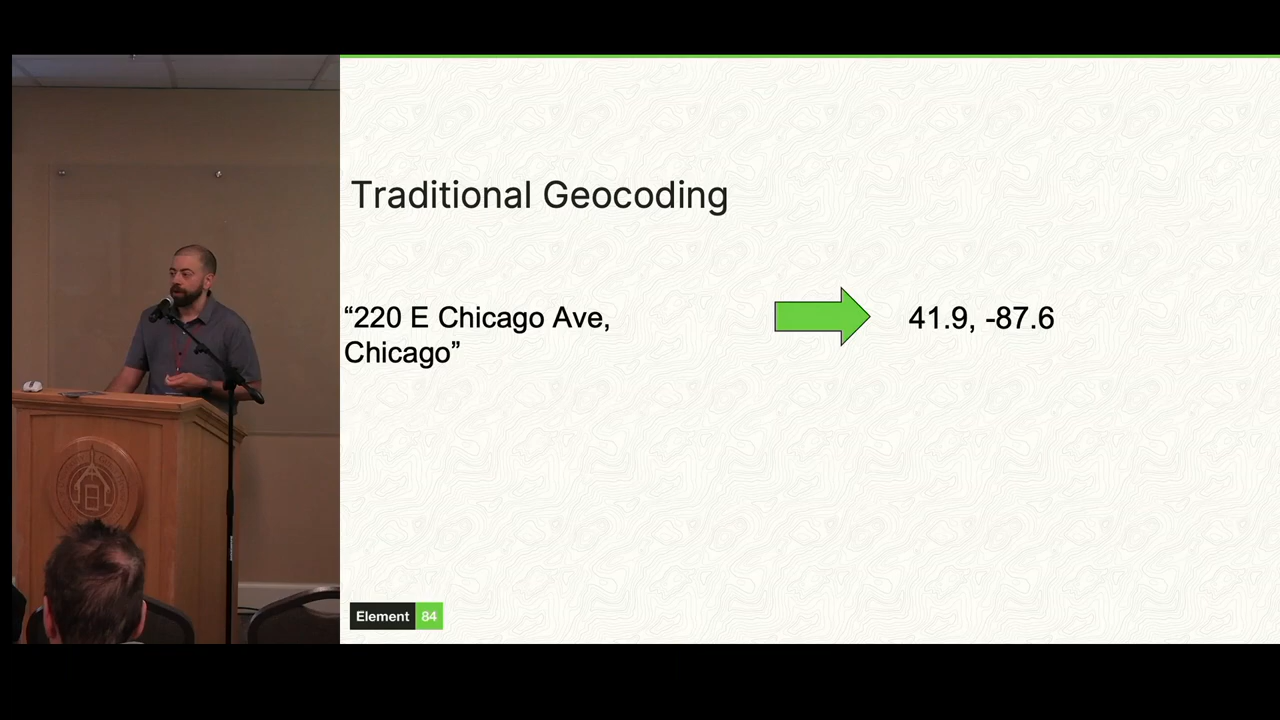 Traditional Geocoding
“220 E Chicago Ave,
Chicago”
41.9, -87.6
Element 84